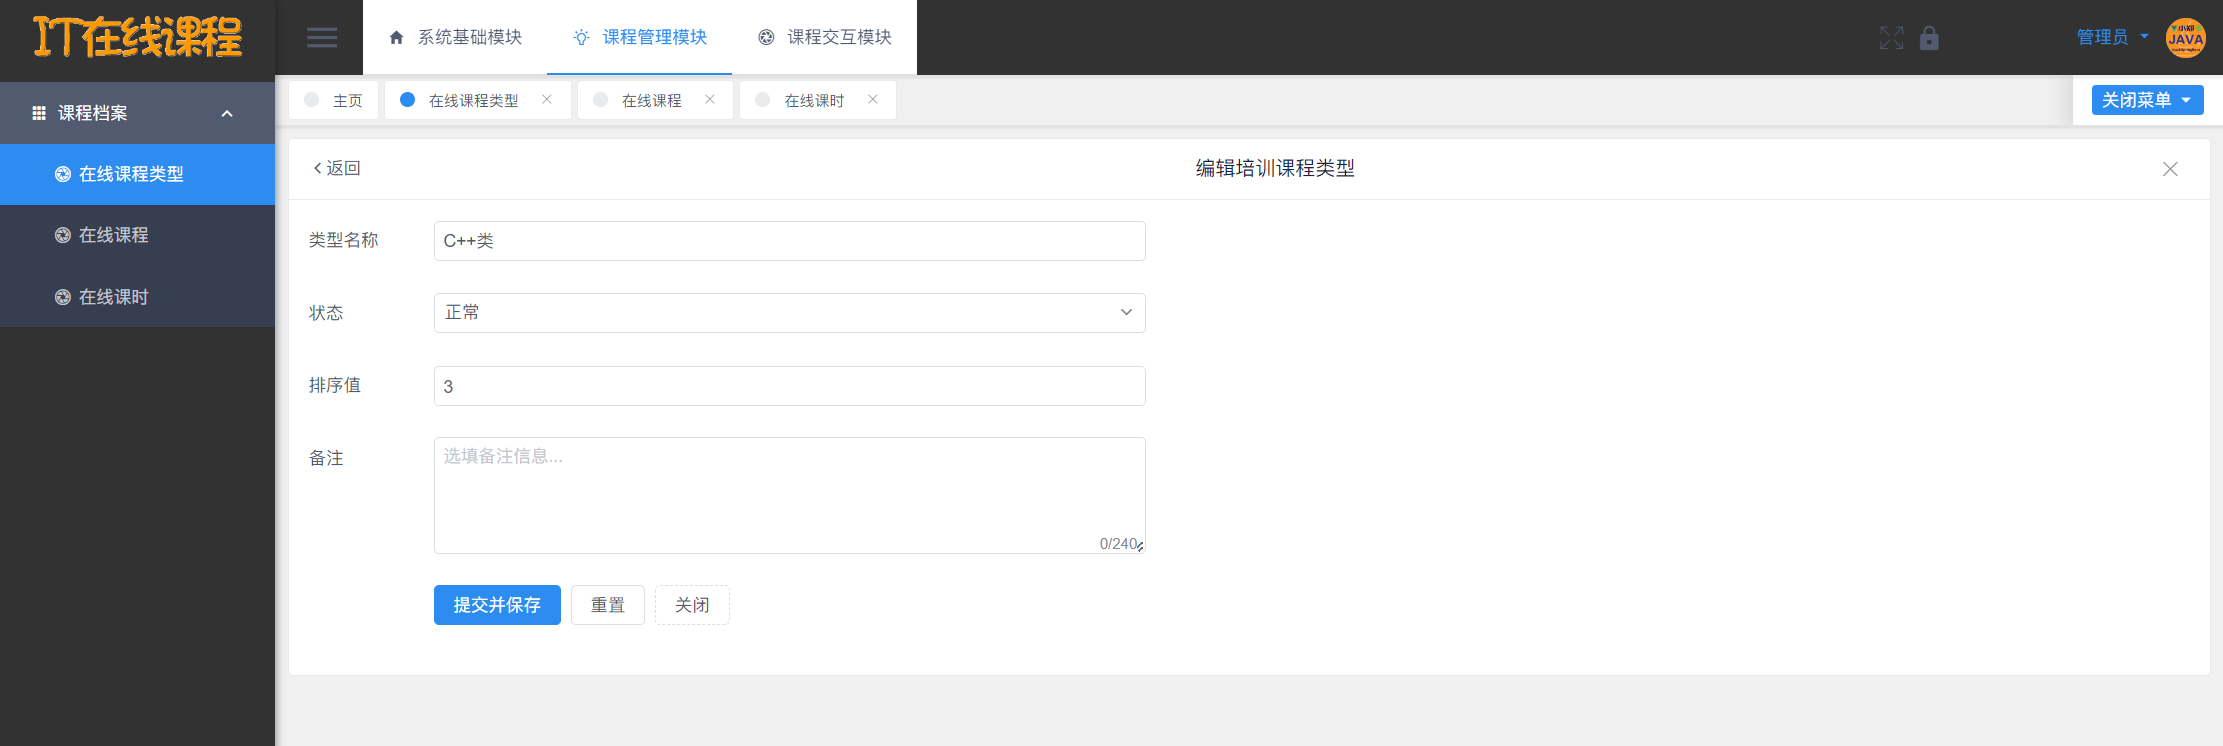 IT在线课程
系统基础模块
课程管理模块
课程交互模块
管理员
小郑
JAVA
主页
在线课程类型
在线课程
在线课时
关闭菜单
课程档案
在线课程类型
在线课程
在线课时
返回
编辑培训课程类型
类型名称
C++类
状态
正常
排序值
3
备注
选填备注信息...
0/240
提交并保存
重置
关闭